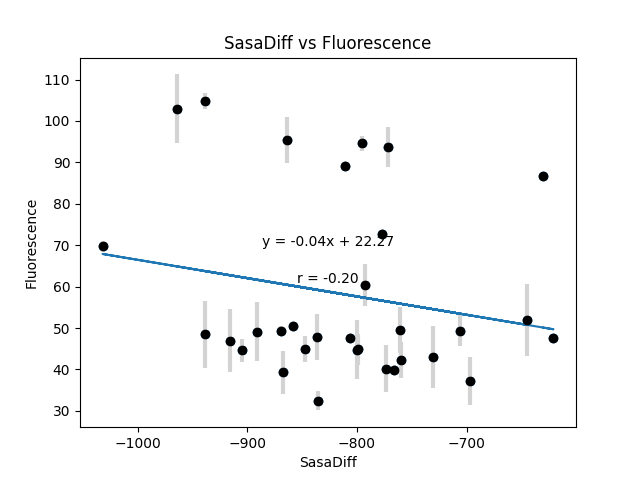 SasaDiff vs Fluorescence
110
100
90
80
70
60
50
40
30
Fluorescence
y = -0.04x + 22.27
r = -0.20
−1000
−900
−800
−700
SasaDiff